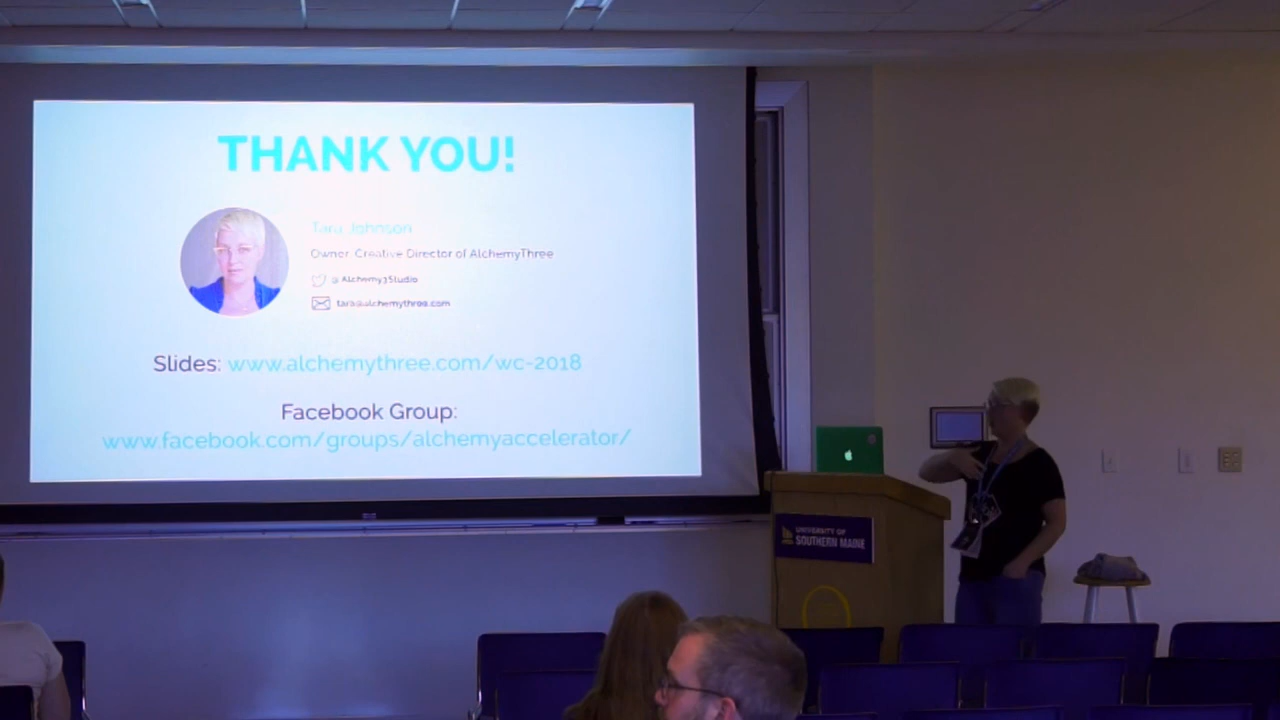 THANK YOU!
Tara Johnson
Owner, Creative Director of AlchemyThree
@Alchemy3Studio
tara@alchemythree.com
Slides: www.alchemythree.com/wc-2018
Facebook Group:
www.facebook.com/groups/alchemyaccelerator/
UNIVERSITY OF
SOUTHERN MAINE